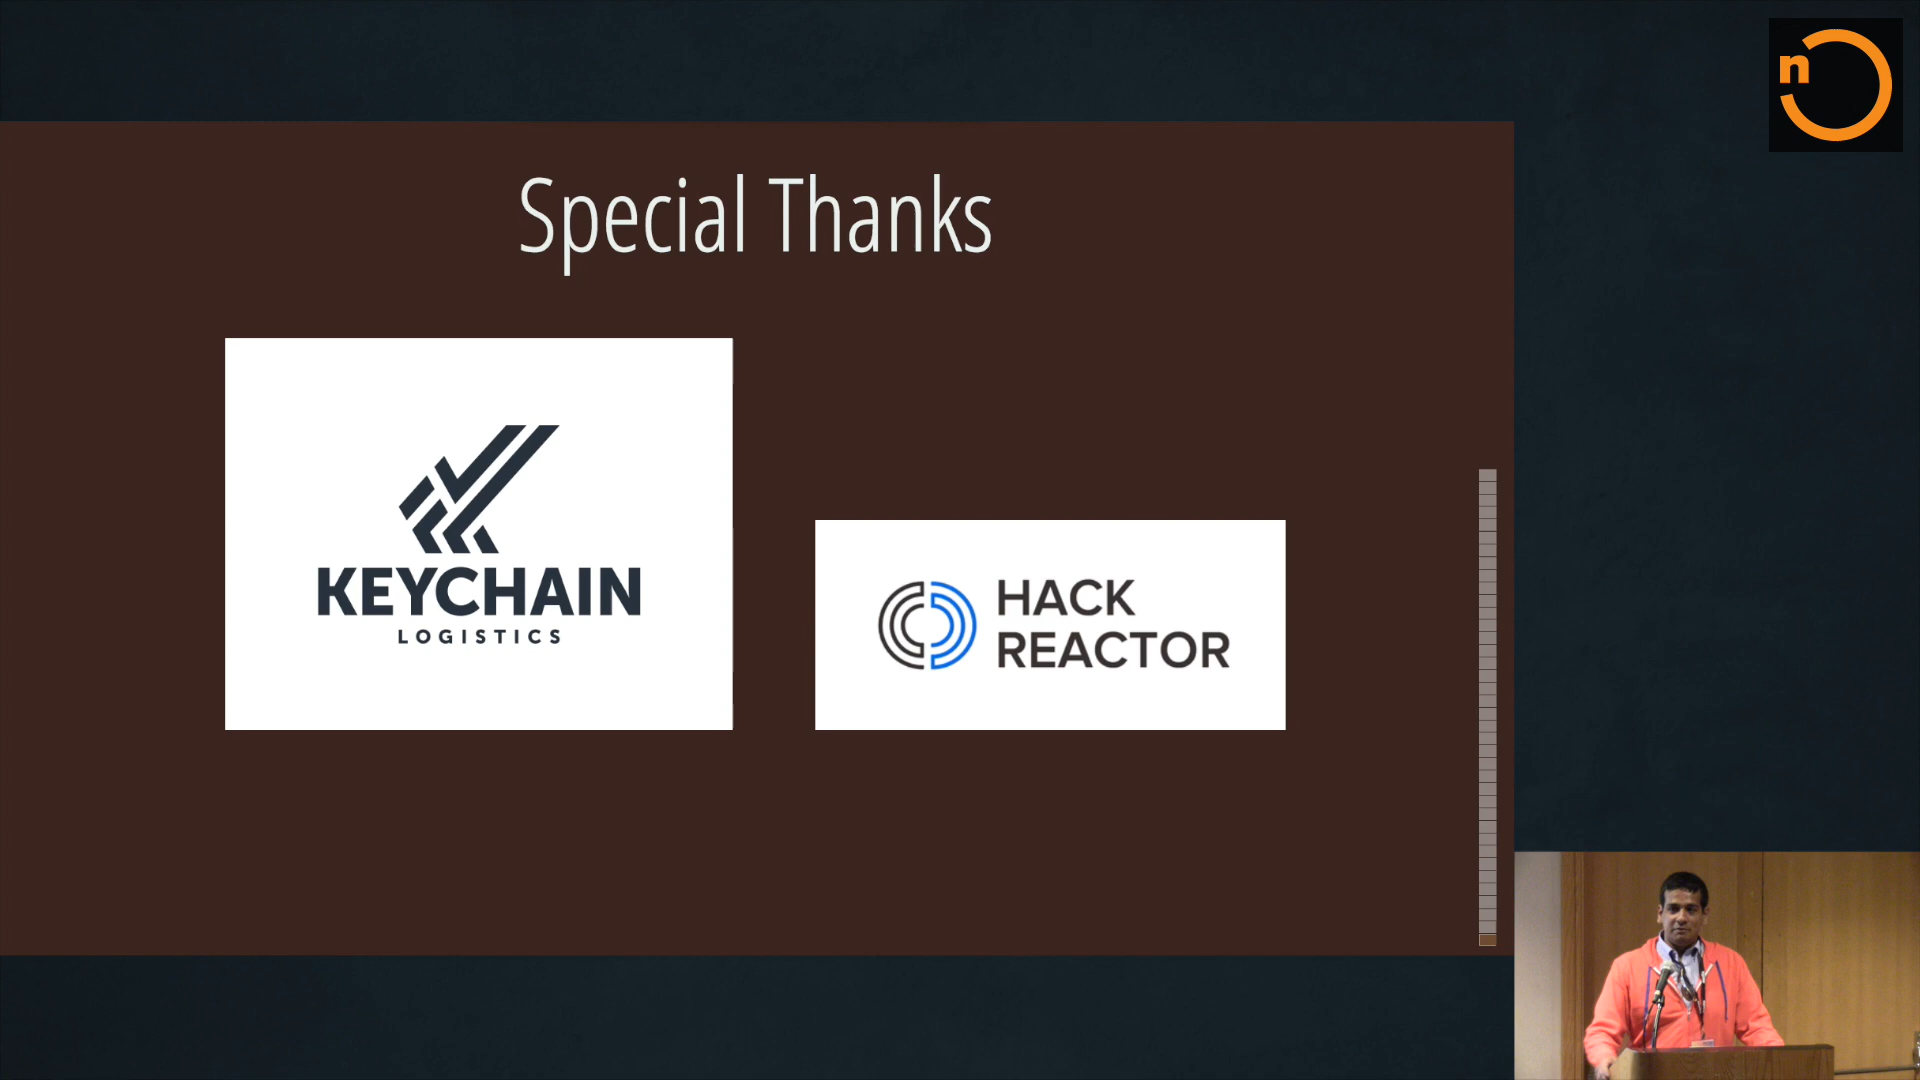 n
Special Thanks
KEYCHAIN
LOGISTICS
HACK
REACTOR